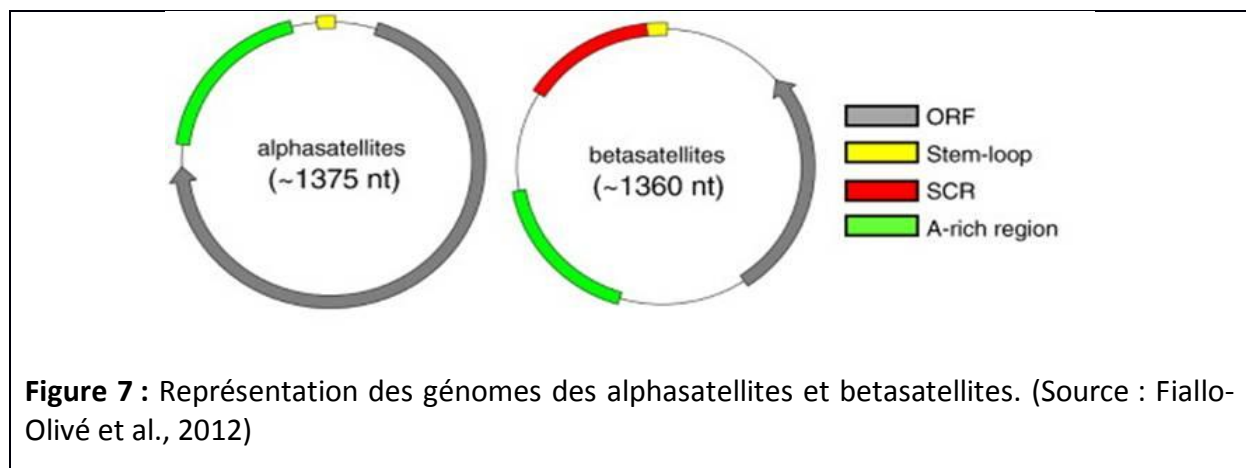 alphasatellites
(~1375 nt)
betasatellites
(~1360 nt)
ORF
Stem-loop
SCR
A-rich region
Figure 7 : Représentation des génomes des alphasatellites et betasatellites. (Source : Fiallo-
Olivé et al., 2012)